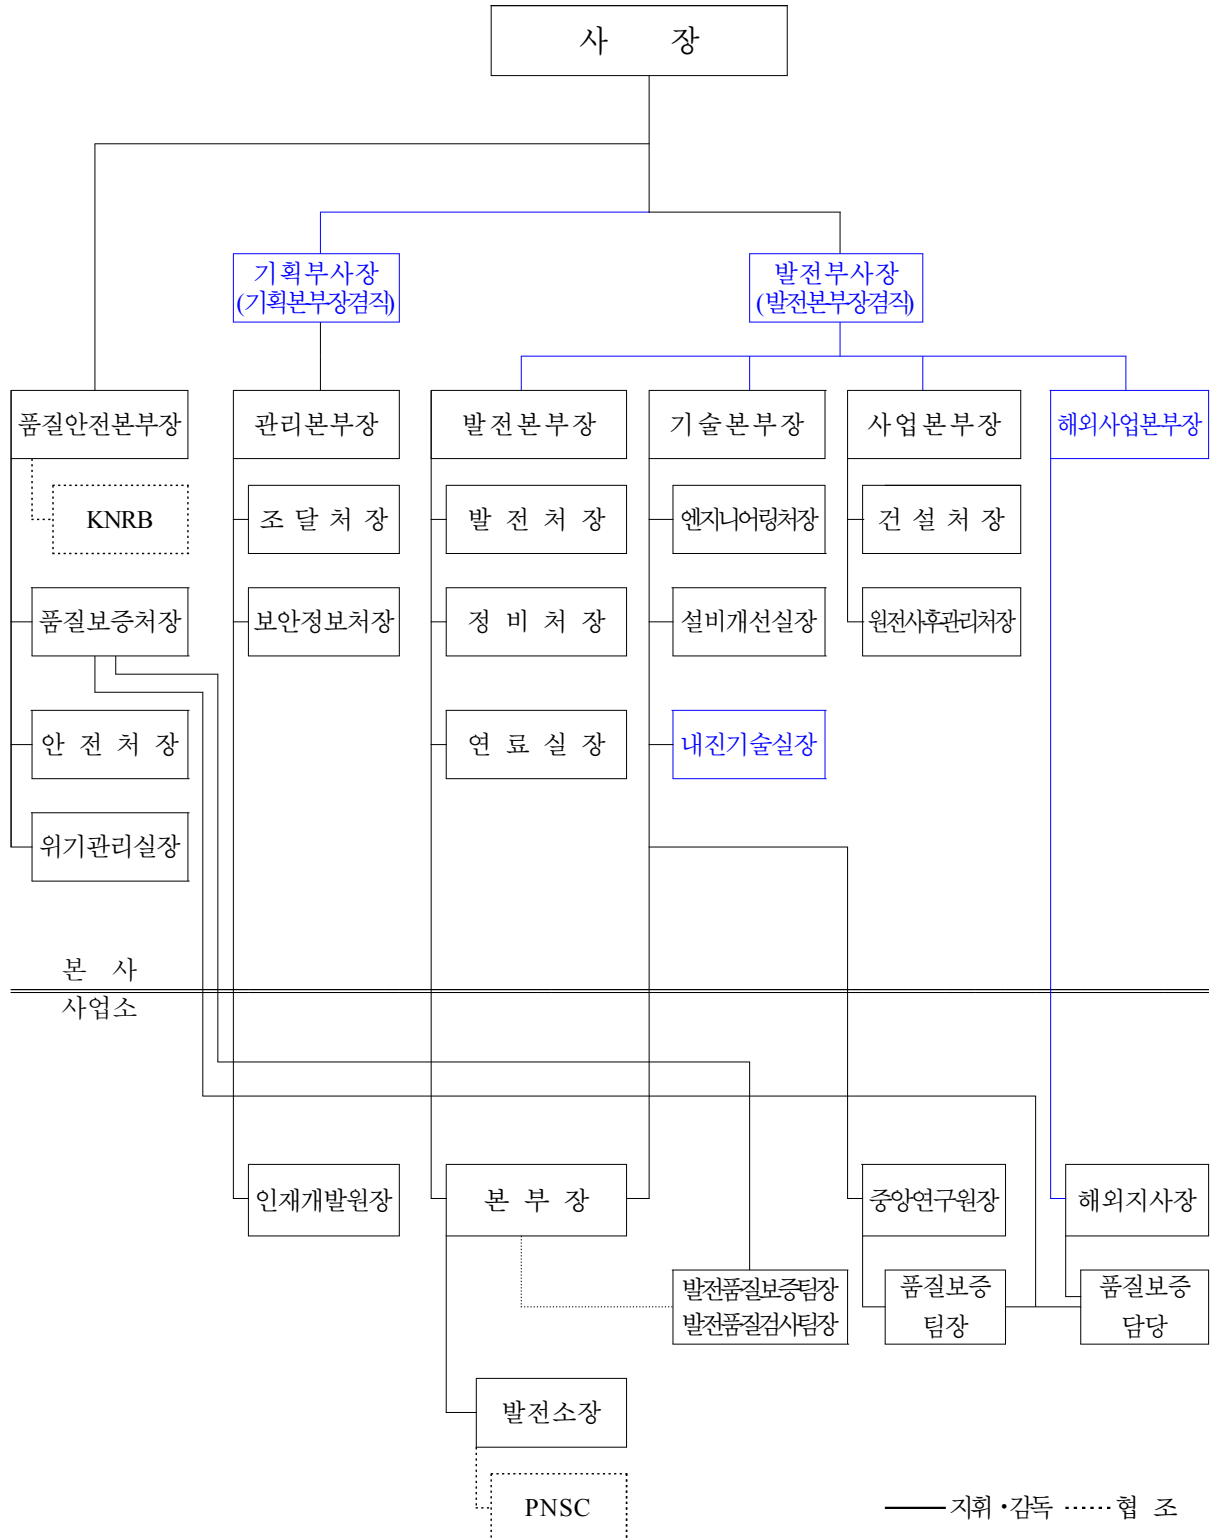 사 장
기획부사장
(기획본부장겸직)
발전부사장
(발전본부장겸직)
품질안전본부장
관리본부장
발전본부장
기술본부장
사업본부장
해외사업본부장
KNRB
조 달 처 장
발 전 처 장
엔지니어링처장
건 설 처 장
품질보증처장
보안정보처장
정 비 처 장
설비개선실장
원전사후관리처장
안 전 처 장
연 료 실 장
내진기술실장
위기관리실장
본 사
사업소
인재개발원장
본 부 장
중앙연구원장
해외지사장
발전품질보증팀장
발전품질검사팀장
품질보증
팀장
품질보증
담당
발전소장
PNSC
지휘·감독
협 조